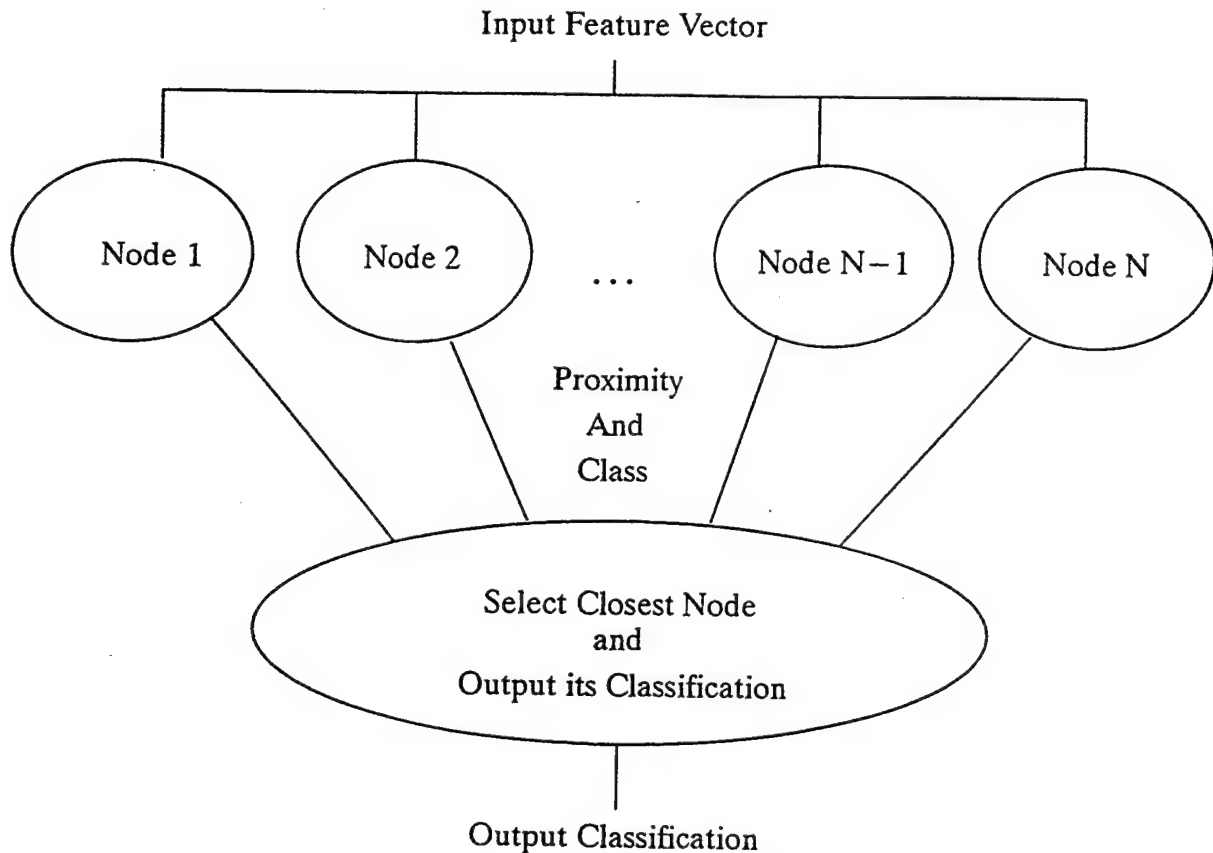 Input Feature Vector
Node 1
Node 2
...
Node N-1
Node N
Proximity
And
Class
Select Closest Node
and
Output its Classification
Output Classification